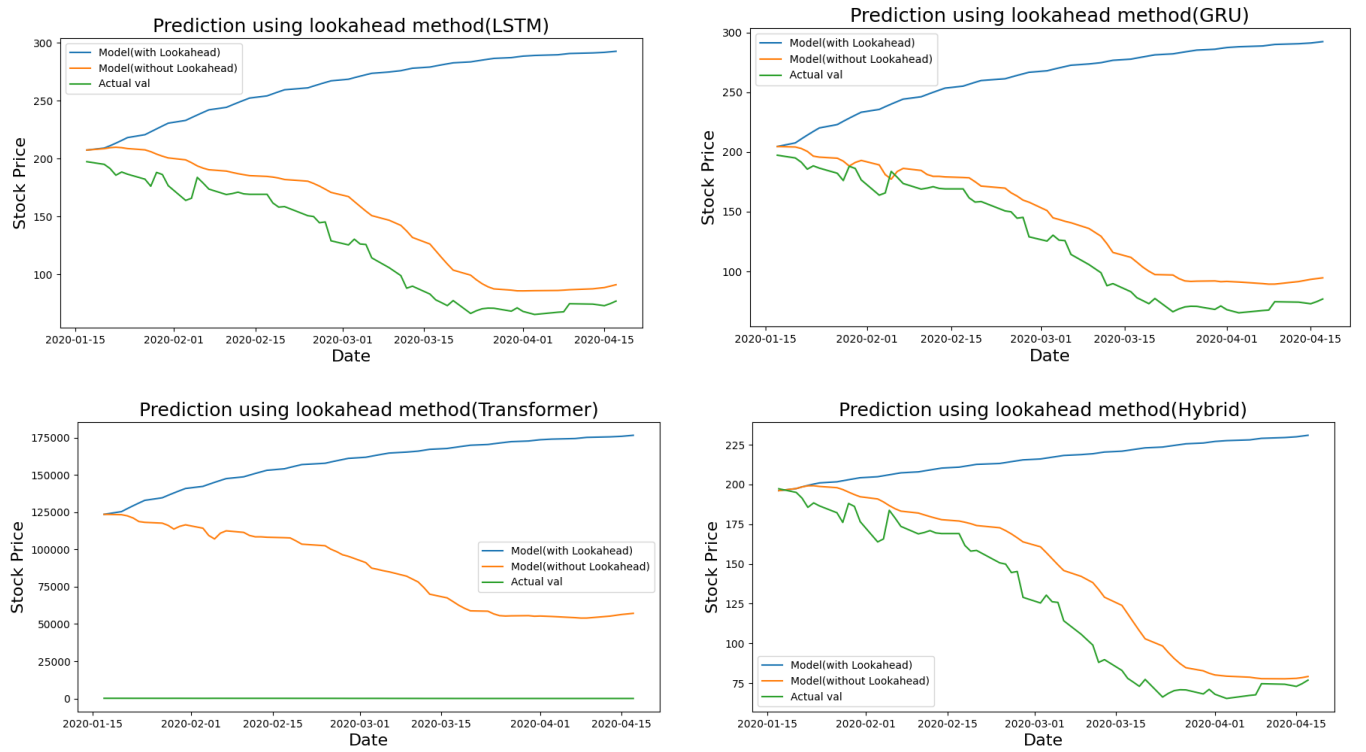 Prediction using lookahead method(LSTM)
Model(with Lookahead)
Model(without Lookahead)
Actual val
300
250
200
150
100
Stock Price
2020-01-15 2020-02-01 2020-02-15 2020-03-01 2020-03-15 2020-04-01 2020-04-15
Date
Prediction using lookahead method(GRU)
Model(with Lookahead)
Model(without Lookahead)
Actual val
300
250
200
150
100
Stock Price
2020-01-15 2020-02-01 2020-02-15 2020-03-01 2020-03-15 2020-04-01 2020-04-15
Date
Prediction using lookahead method(Transformer)
175000
150000
125000
100000
75000
50000
25000
0
Stock Price
Model(with Lookahead)
Model(without Lookahead)
Actual val
2020-01-15 2020-02-01 2020-02-15 2020-03-01 2020-03-15 2020-04-01 2020-04-15
Date
Prediction using lookahead method(Hybrid)
225
200
175
150
125
100
75
Stock Price
Model(with Lookahead)
Model(without Lookahead)
Actual val
2020-01-15 2020-02-01 2020-02-15 2020-03-01 2020-03-15 2020-04-01 2020-04-15
Date